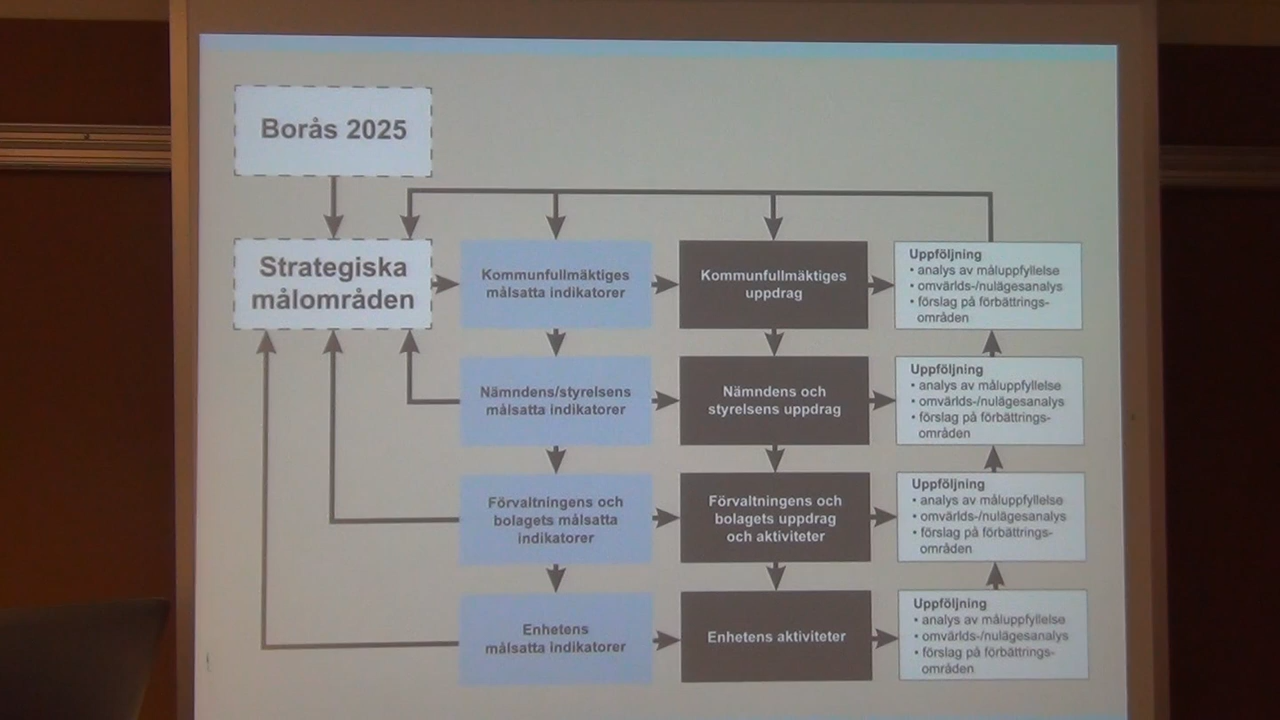 Borås 2025
Strategiska
målområden
Kommunfullmäktiges
målsatta indikatorer
Kommunfullmäktiges
uppdrag
Uppföljning
• analys av måluppfyllelse
• omvärlds-/nulägesanalys
• förslag på förbättrings-
områden
Nämndens/styrelsens
målsatta indikatorer
Nämndens och
styrelsens uppdrag
Uppföljning
• analys av måluppfyllelse
• omvärlds-/nulägesanalys
• förslag på förbättrings-
områden
Förvaltningens och
bolagets målsatta
indikatorer
Förvaltningens och
bolagets uppdrag
och aktiviteter
Uppföljning
• analys av måluppfyllelse
• omvärlds-/nulägesanalys
• förslag på förbättrings-
områden
Enhetens
målsatta indikatorer
Enhetens aktiviteter
Uppföljning
• analys av måluppfyllelse
• omvärlds-/nulägesanalys
• förslag på förbättrings-
områden